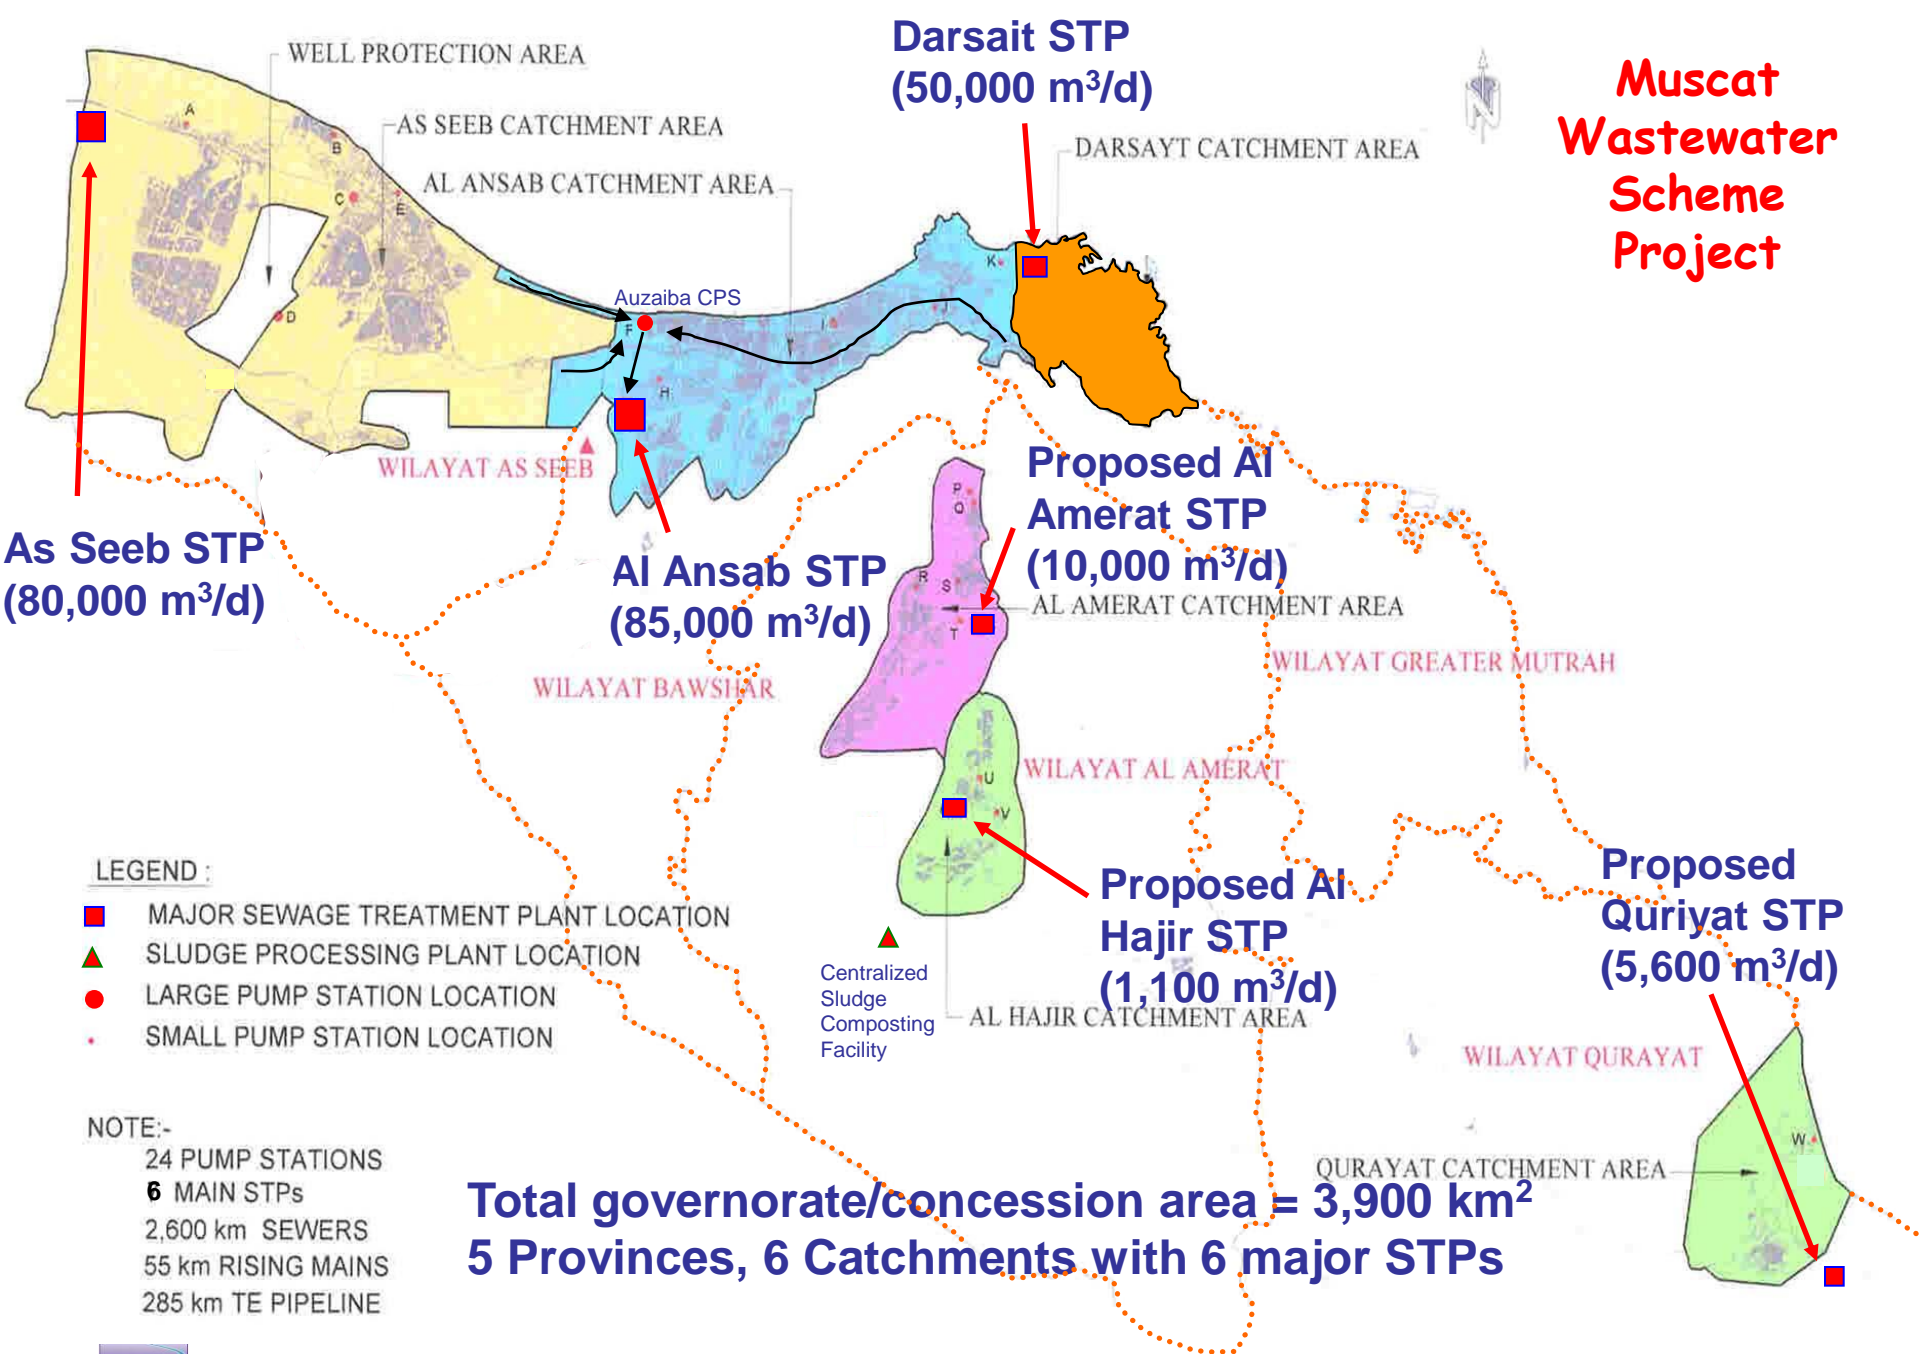 Muscat
Wastewater
Scheme
Project
Darsait STP
(50,000 m³/d)
WELL PROTECTION AREA
AS SEEB CATCHMENT AREA
AL ANSAB CATCHMENT AREA
DARSAYT CATCHMENT AREA
N
A
B
C
E
D
Auzaiba CPS
F
H
I
J
K
WILAYAT AS SEEB
As Seeb STP
(80,000 m³/d)
Al Ansab STP
(85,000 m³/d)
Proposed Al
Amerat STP
(10,000 m³/d)
P
Q
R
S
T
AL AMERAT CATCHMENT AREA
WILAYAT GREATER MUTRAH
WILAYAT BAWSHAR
WILAYAT AL AMERAT
U
V
Proposed Al
Hajir STP
(1,100 m³/d)
AL HAJIR CATCHMENT AREA
Centralized
Sludge
Composting
Facility
Proposed
Quriyat STP
(5,600 m³/d)
WILAYAT QURAYAT
QURAYAT CATCHMENT AREA
W
LEGEND :
MAJOR SEWAGE TREATMENT PLANT LOCATION
SLUDGE PROCESSING PLANT LOCATION
LARGE PUMP STATION LOCATION
SMALL PUMP STATION LOCATION
NOTE:-
24 PUMP STATIONS
6 MAIN STPs
2,600 km SEWERS
55 km RISING MAINS
285 km TE PIPELINE
Total governorate/concession area = 3,900 km²
5 Provinces, 6 Catchments with 6 major STPs